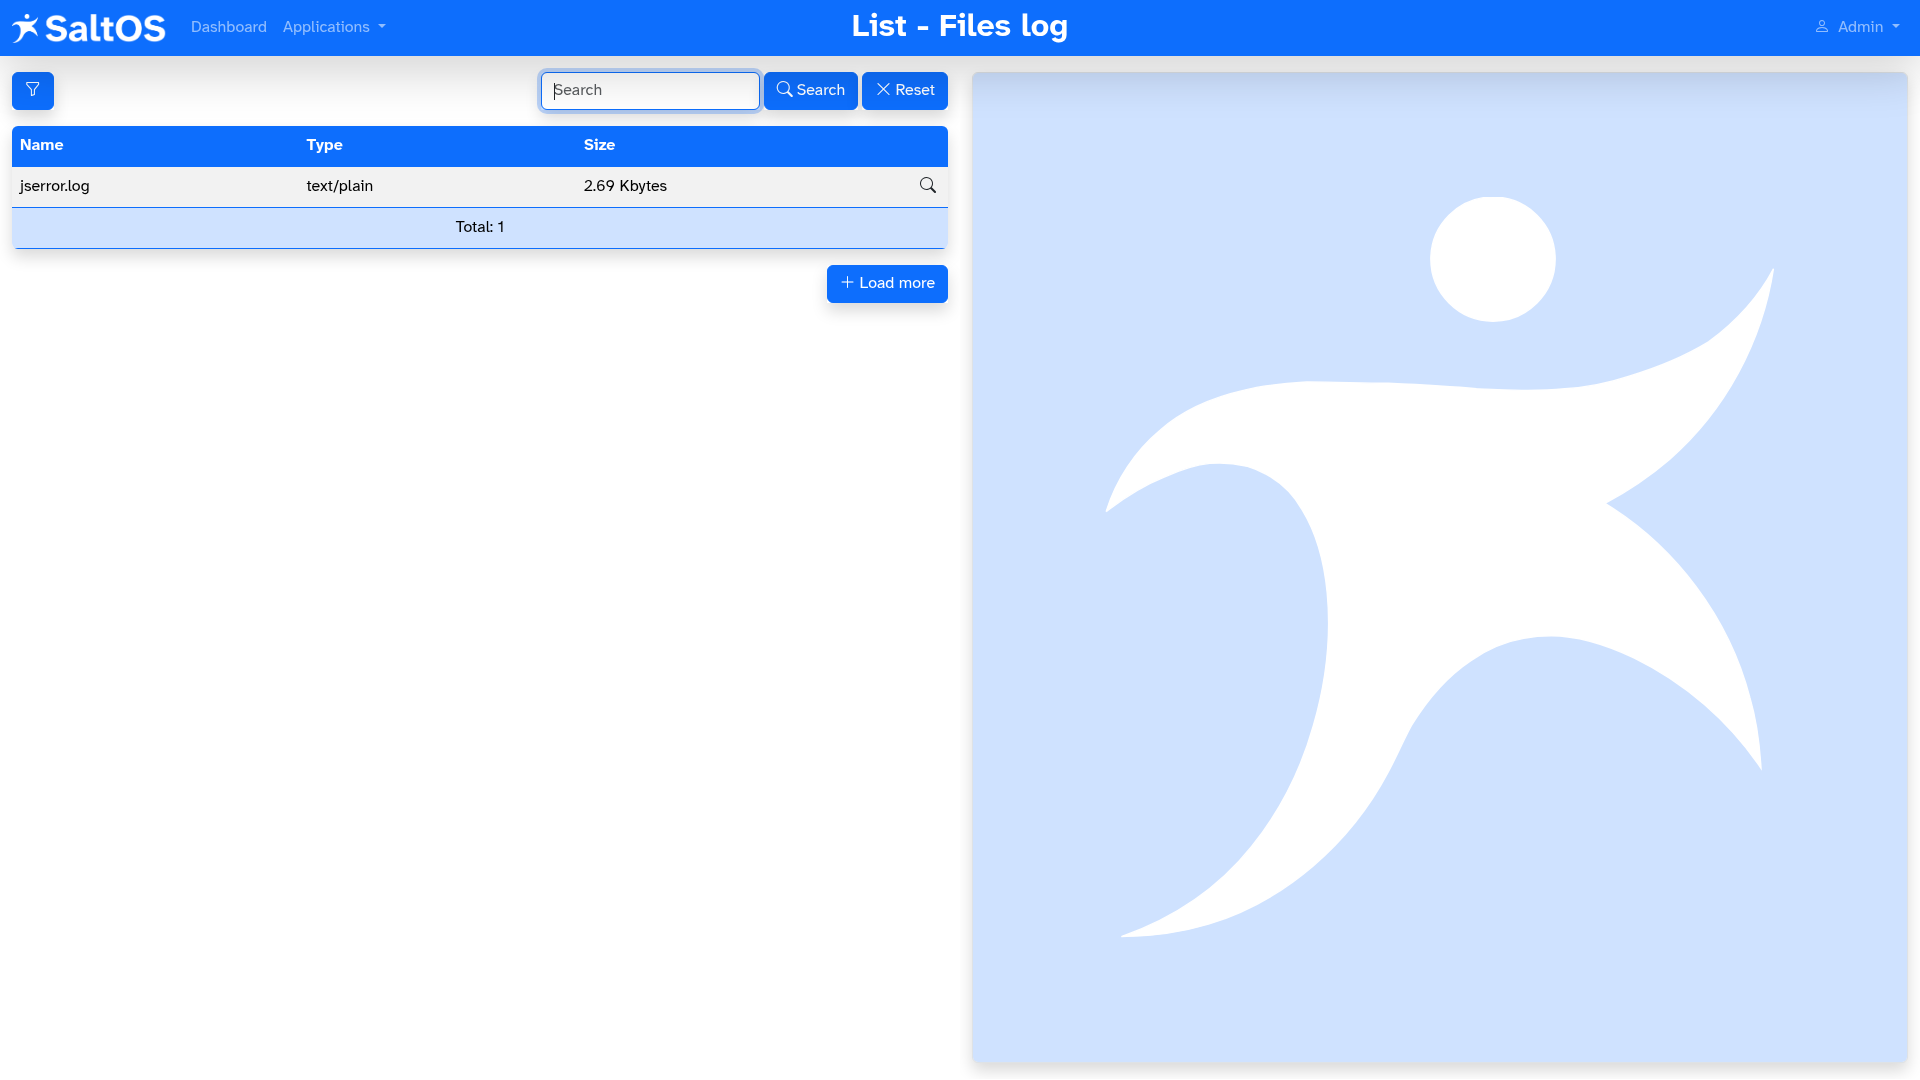 SaltOS Dashboard Applications List - Files log Admin
Search Search Reset
Name Type Size
jserror.log text/plain 2.69 Kbytes
Total: 1
Load more